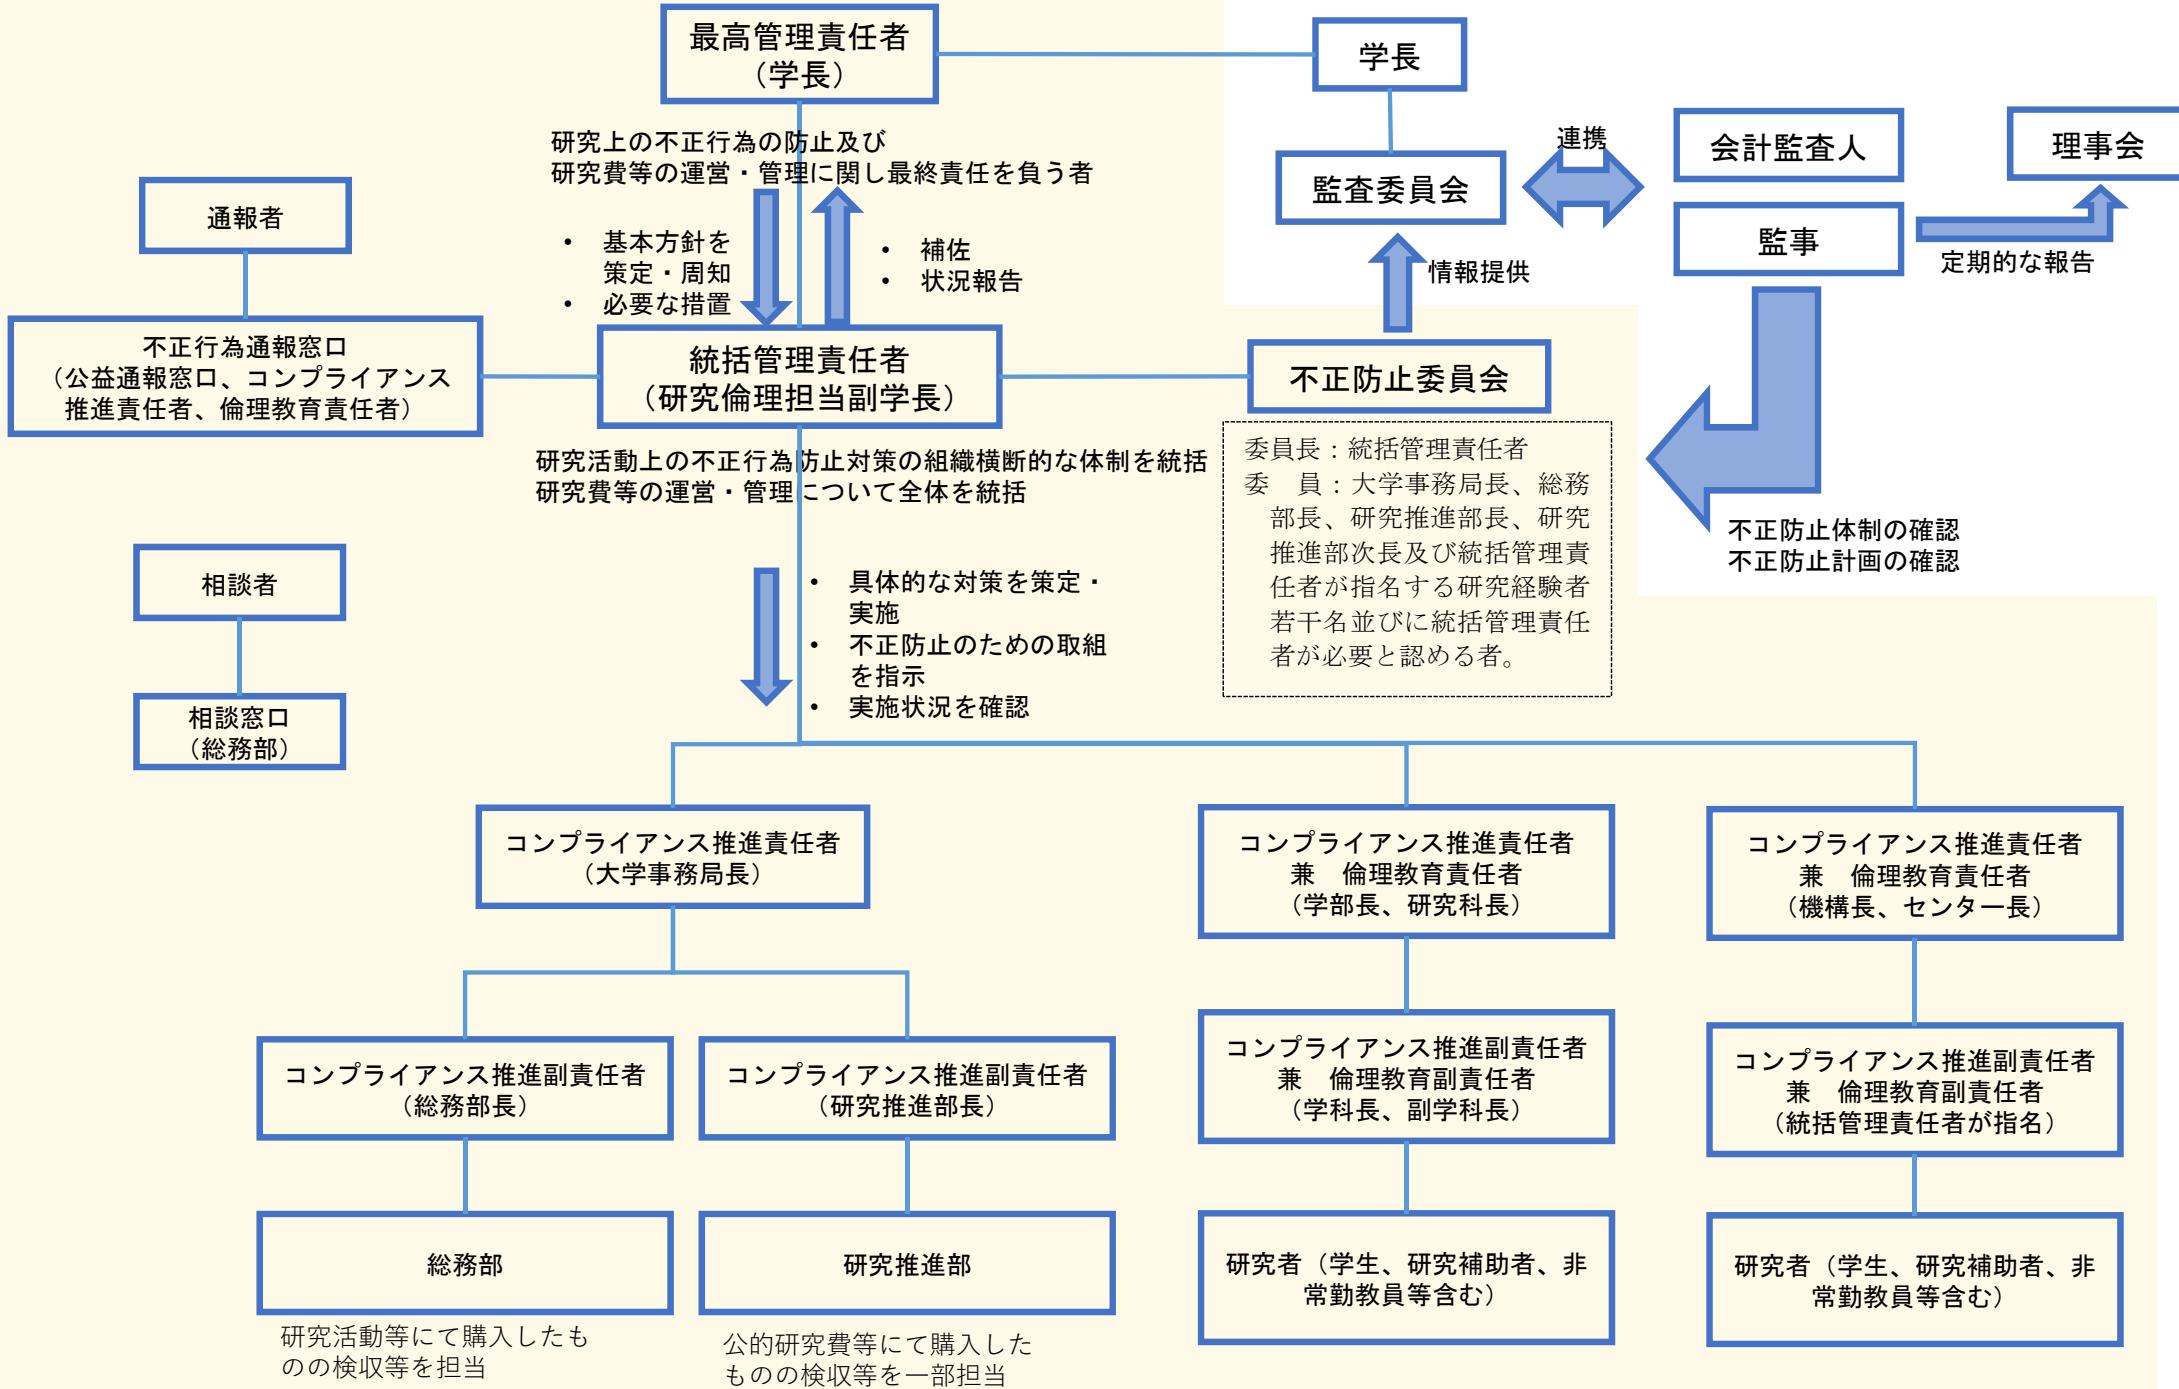 最高管理責任者
（学長）
学長
研究上の不正行為の防止及び
研究費等の運営・管理に関し最終責任を負う者
監査委員会
連携
会計監査人
監事
理事会
定期的な報告
通報者
• 基本方針を
策定・周知
• 必要な措置
• 補佐
• 状況報告
情報提供
不正行為通報窓口
（公益通報窓口、コンプライアンス
推進責任者、倫理教育責任者）
統括管理責任者
（研究倫理担当副学長）
不正防止委員会
研究活動上の不正行為防止対策の組織横断的な体制を統括
研究費等の運営・管理について全体を統括
委員長：統括管理責任者
委　員：大学事務局長、総務
部長、研究推進部長、研究
推進部次長及び統括管理責
任者が指名する研究経験者
若干名並びに統括管理責任
者が必要と認める者。
不正防止体制の確認
不正防止計画の確認
相談者
相談窓口
（総務部）
• 具体的な対策を策定・
実施
• 不正防止のための取組
を指示
• 実施状況を確認
コンプライアンス推進責任者
（大学事務局長）
コンプライアンス推進責任者
兼　倫理教育責任者
（学部長、研究科長）
コンプライアンス推進責任者
兼　倫理教育責任者
（機構長、センター長）
コンプライアンス推進副責任者
（総務部長）
コンプライアンス推進副責任者
（研究推進部長）
コンプライアンス推進副責任者
兼　倫理教育副責任者
（学科長、副学科長）
コンプライアンス推進副責任者
兼　倫理教育副責任者
（統括管理責任者が指名）
総務部
研究推進部
研究者（学生、研究補助者、非
常勤教員等含む）
研究者（学生、研究補助者、非
常勤教員等含む）
研究活動等にて購入したも
のの検収等を担当
公的研究費等にて購入した
ものの検収等を一部担当